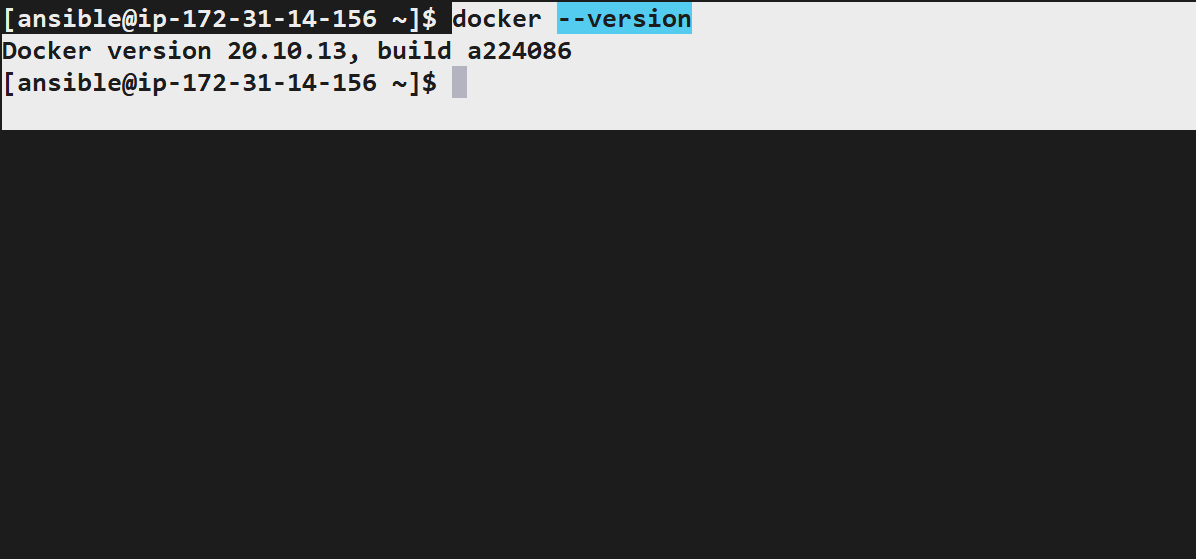 [ansible@ip-172-31-14-156 ~]$ docker --version
Docker version 20.10.13, build a224086
[ansible@ip-172-31-14-156 ~]$